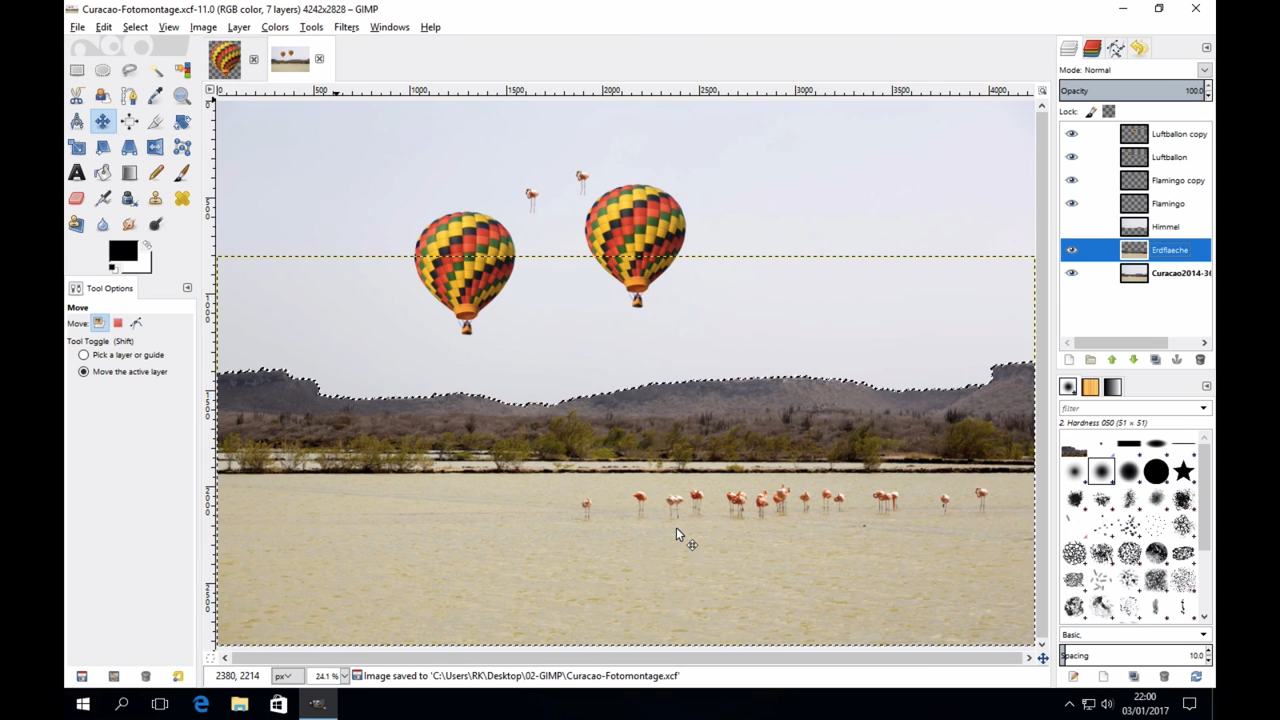 Curacao-Fotomontage.xcf-11.0 (RGB color, 7 layers) 4242x2828 – GIMP
File Edit Select View Image Layer Colors Tools Filters Windows Help
Mode: Normal
0 500 1000 1500 2000 2500 3000 3500 4000
Opacity 100.0
Lock:
Luftballon copy
Luftballon
Flamingo copy
Flamingo
Himmel
Erdflaeche
Curacao2014-36
Tool Options
Move
Move:
Tool Toggle (Shift)
Pick a layer or guide
Move the active layer
filter
2. Hardness 050 (51 × 51)
Basic,
Spacing 10.0
2380, 2214 px 24.1 % Image saved to 'C:\Users\RK\Desktop\02-GIMP\Curacao-Fotomontage.xcf'
22:00
03/01/2017